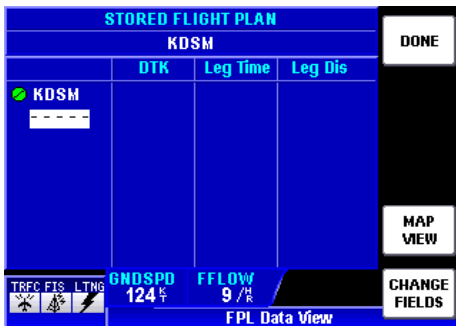 STORED FLIGHT PLAN
KDSM
DONE
DTK Leg Time Leg Dis
KDSM
- - - - -
MAP
VIEW
TRFC FIS LTNG
GNDSPD FFLOW
124 KT 9 /HR
CHANGE
FIELDS
FPL Data View